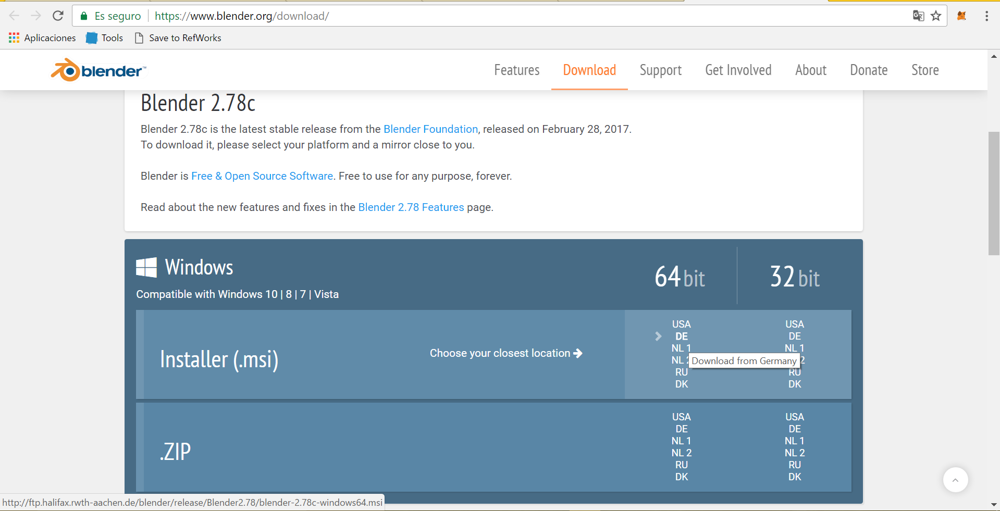 Es seguro https://www.blender.org/download/
Aplicaciones Tools Save to RefWorks
blender™ Features Download Support Get Involved About Donate Store
Blender 2.78c
Blender 2.78c is the latest stable release from the Blender Foundation, released on February 28, 2017.
To download it, please select your platform and a mirror close to you.
Blender is Free & Open Source Software. Free to use for any purpose, forever.
Read about the new features and fixes in the Blender 2.78 Features page.
Windows
64 bit 32 bit
Compatible with Windows 10 | 8 | 7 | Vista
Installer (.msi)
Choose your closest location
USA USA
DE DE
NL 1 NL 1
NL 2
Download from Germany
RU RU
DK DK
.ZIP
USA USA
DE DE
NL 1 NL 1
NL 2 NL 2
RU RU
DK DK
http://ftp.halifax.rwth-aachen.de/blender/release/Blender2.78/blender-2.78c-windows64.msi